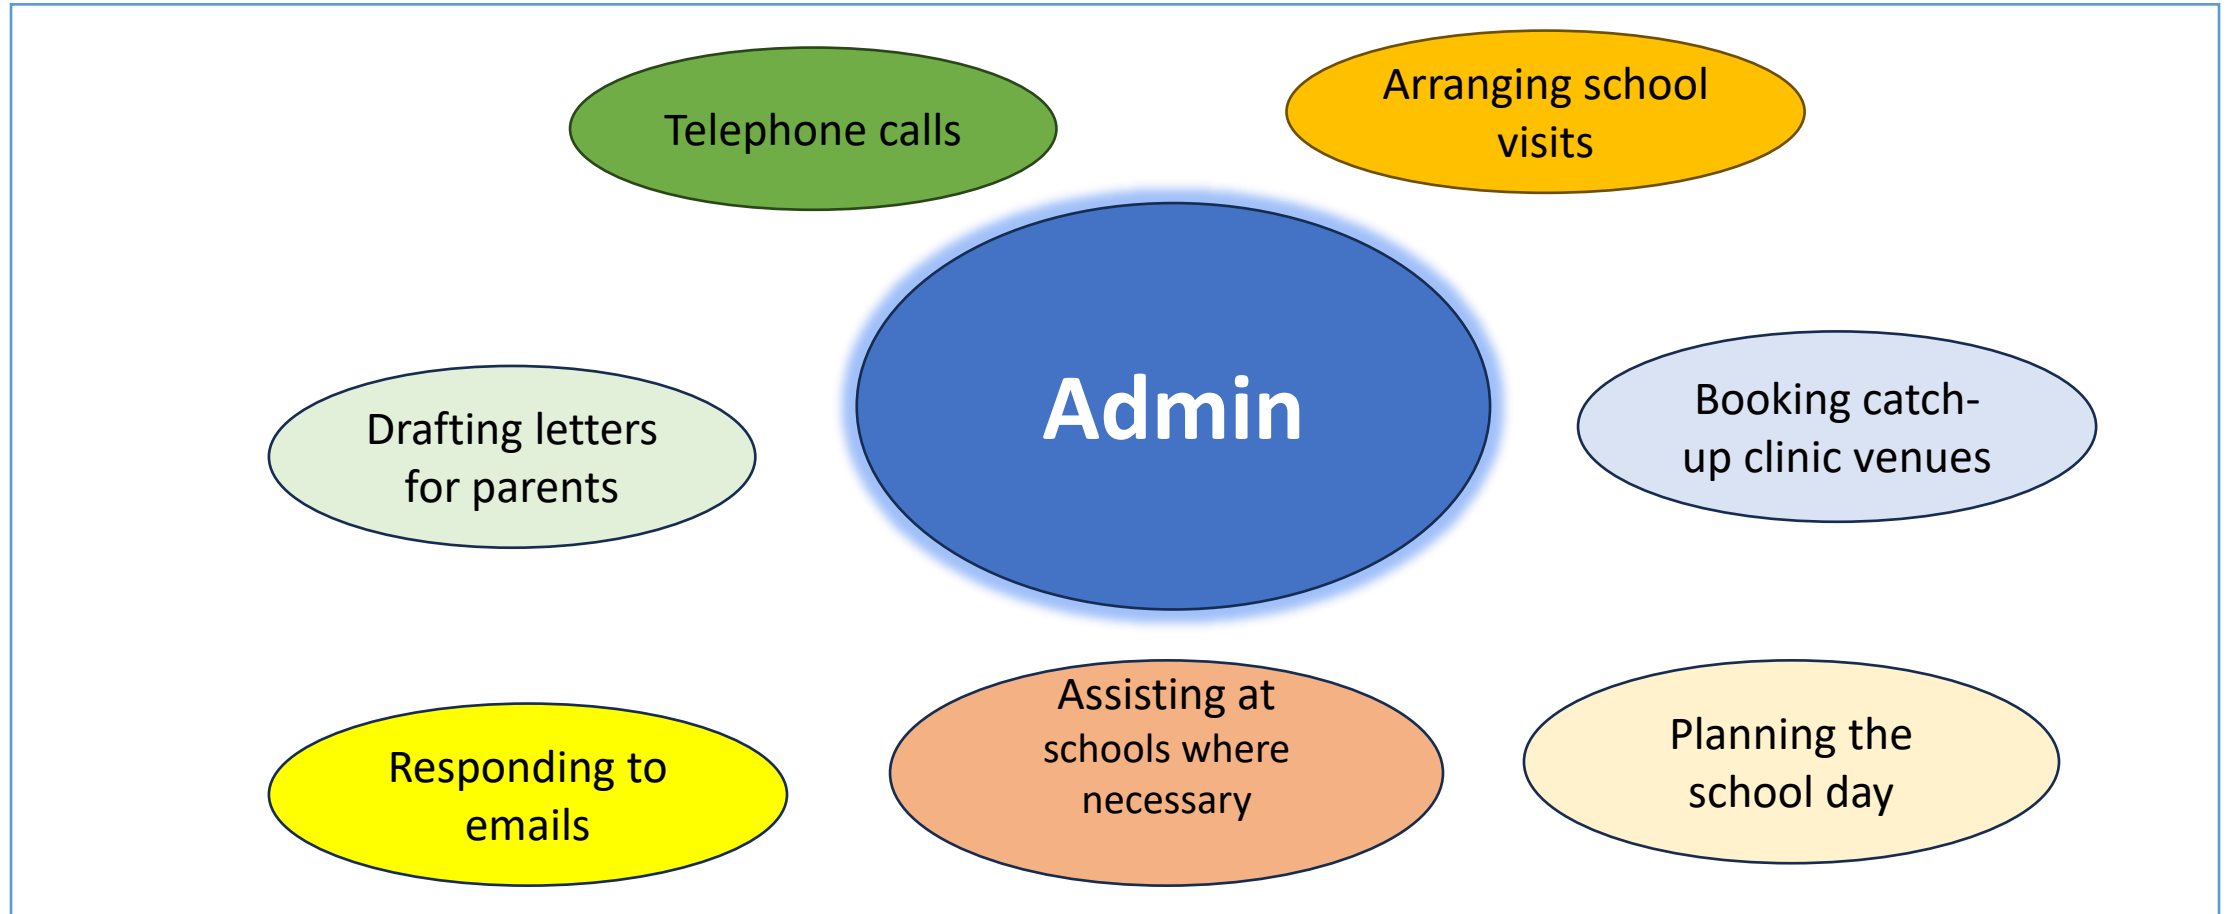 Telephone calls
Arranging school
visits
Admin
Drafting letters
for parents
Booking catch-
up clinic venues
Responding to
emails
Assisting at
schools where
necessary
Planning the
school day